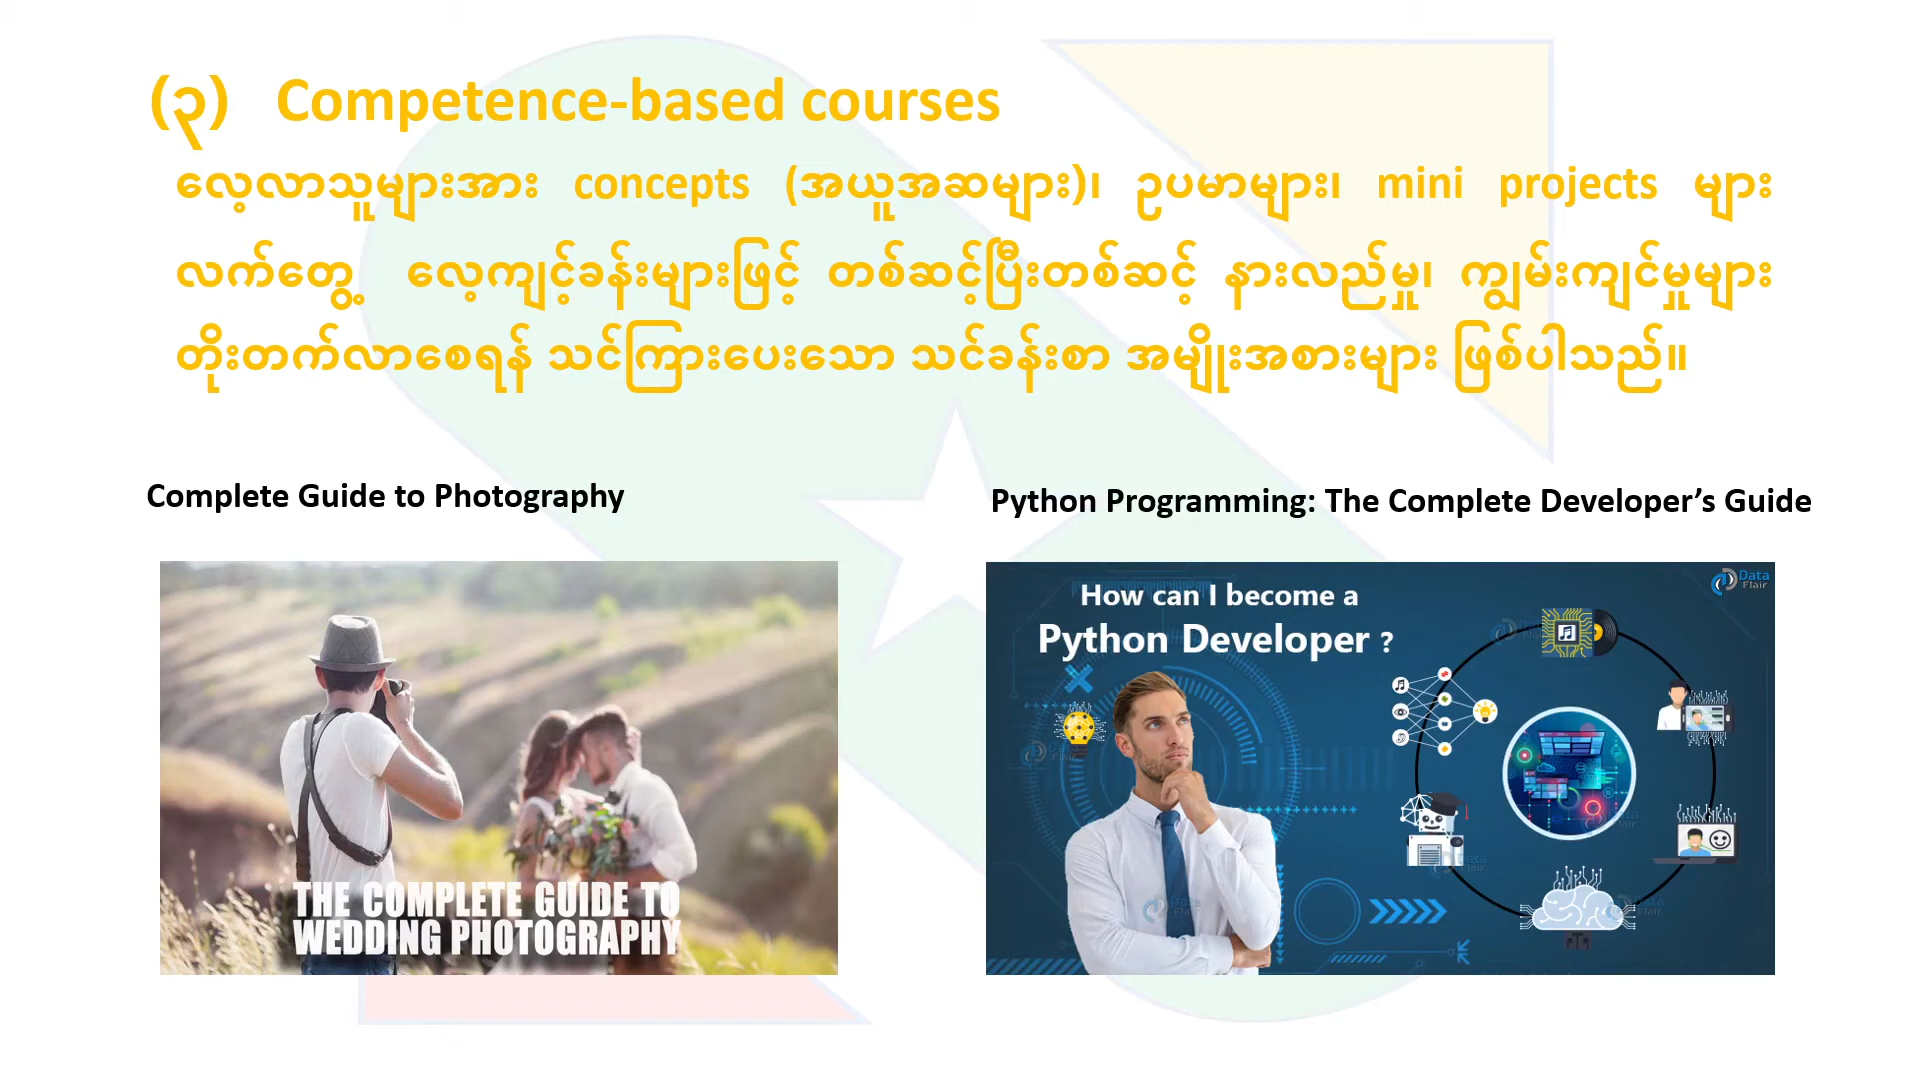 (၃) Competence-based courses
လေ့လာသူများအား concepts (အယူအဆများ)၊ ဥပမာများ၊ mini projects များ
လက်တွေ့ လေ့ကျင့်ခန်းများဖြင့် တစ်ဆင့်ပြီးတစ်ဆင့် နားလည်မှု၊ ကျွမ်းကျင်မှုများ
တိုးတက်လာစေရန် သင်ကြားပေးသော သင်ခန်းစာ အမျိုးအစားများ ဖြစ်ပါသည်။
Complete Guide to Photography
Python Programming: The Complete Developer’s Guide
THE COMPLETE GUIDE TO
WEDDING PHOTOGRAPHY
How can I become a
Python Developer ?
Data
Flair